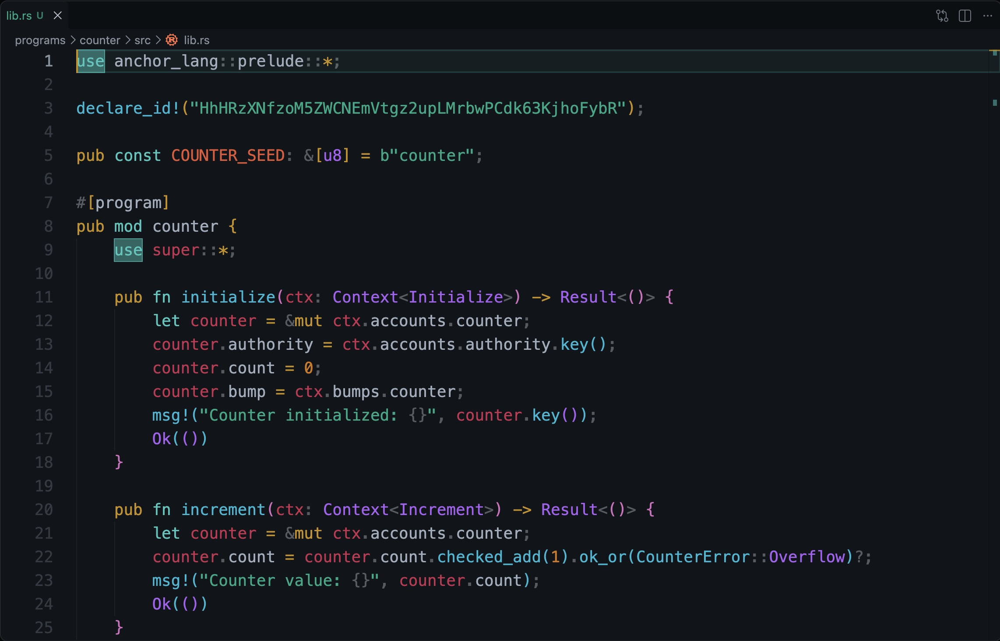 lib.rs U
programs > counter > src > lib.rs
1 use anchor_lang::prelude::*;
2
3 declare_id!("HhHRzXNfzoM5ZWCNEmVtgz2upLMrbwPCdk63KjhoFybR");
4
5 pub const COUNTER_SEED: &[u8] = b"counter";
6
7 #[program]
8 pub mod counter {
9     use super::*;
10
11     pub fn initialize(ctx: Context<Initialize>) -> Result<()> {
12         let counter = &mut ctx.accounts.counter;
13         counter.authority = ctx.accounts.authority.key();
14         counter.count = 0;
15         counter.bump = ctx.bumps.counter;
16         msg!("Counter initialized: {}", counter.key());
17         Ok(())
18     }
19
20     pub fn increment(ctx: Context<Increment>) -> Result<()> {
21         let counter = &mut ctx.accounts.counter;
22         counter.count = counter.count.checked_add(1).ok_or(CounterError::Overflow)?;
23         msg!("Counter value: {}", counter.count);
24         Ok(())
25     }